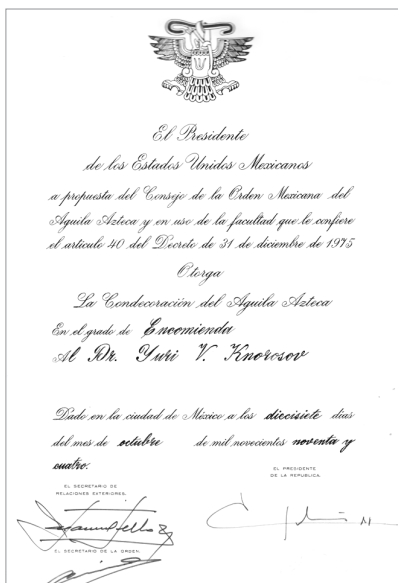 El Presidente
de los Estados Unidos Mexicanos
a propuesta del Consejo de la Orden Mexicana del
Aguila Azteca y en uso de la facultad que le confiere
el articulo 40 del Decreto de 31 de diciembre de 1975
Otorga
La Condecoración del Aguila Azteca
En el grado de Encomienda
Al Dr. Yuri V. Knorosov
Dado en la ciudad de México a los diecisiete días
del mes de octubre de mil novecientos noventa y
cuatro.
EL PRESIDENTE
DE LA REPUBLICA
EL SECRETARIO DE
RELACIONES EXTERIORES,
EL SECRETARIO DE LA ORDEN,